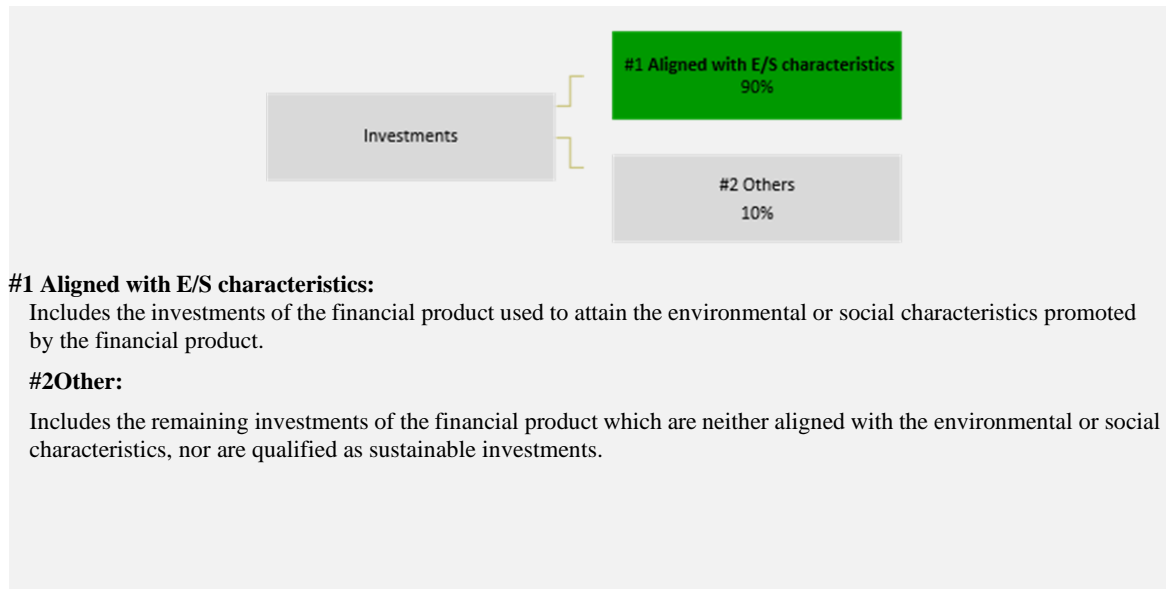 #1 Aligned with E/S characteristics
90%
Investments
#2 Others
10%
#1 Aligned with E/S characteristics:
Includes the investments of the financial product used to attain the environmental or social characteristics promoted
by the financial product.
#2Other:
Includes the remaining investments of the financial product which are neither aligned with the environmental or social
characteristics, nor are qualified as sustainable investments.